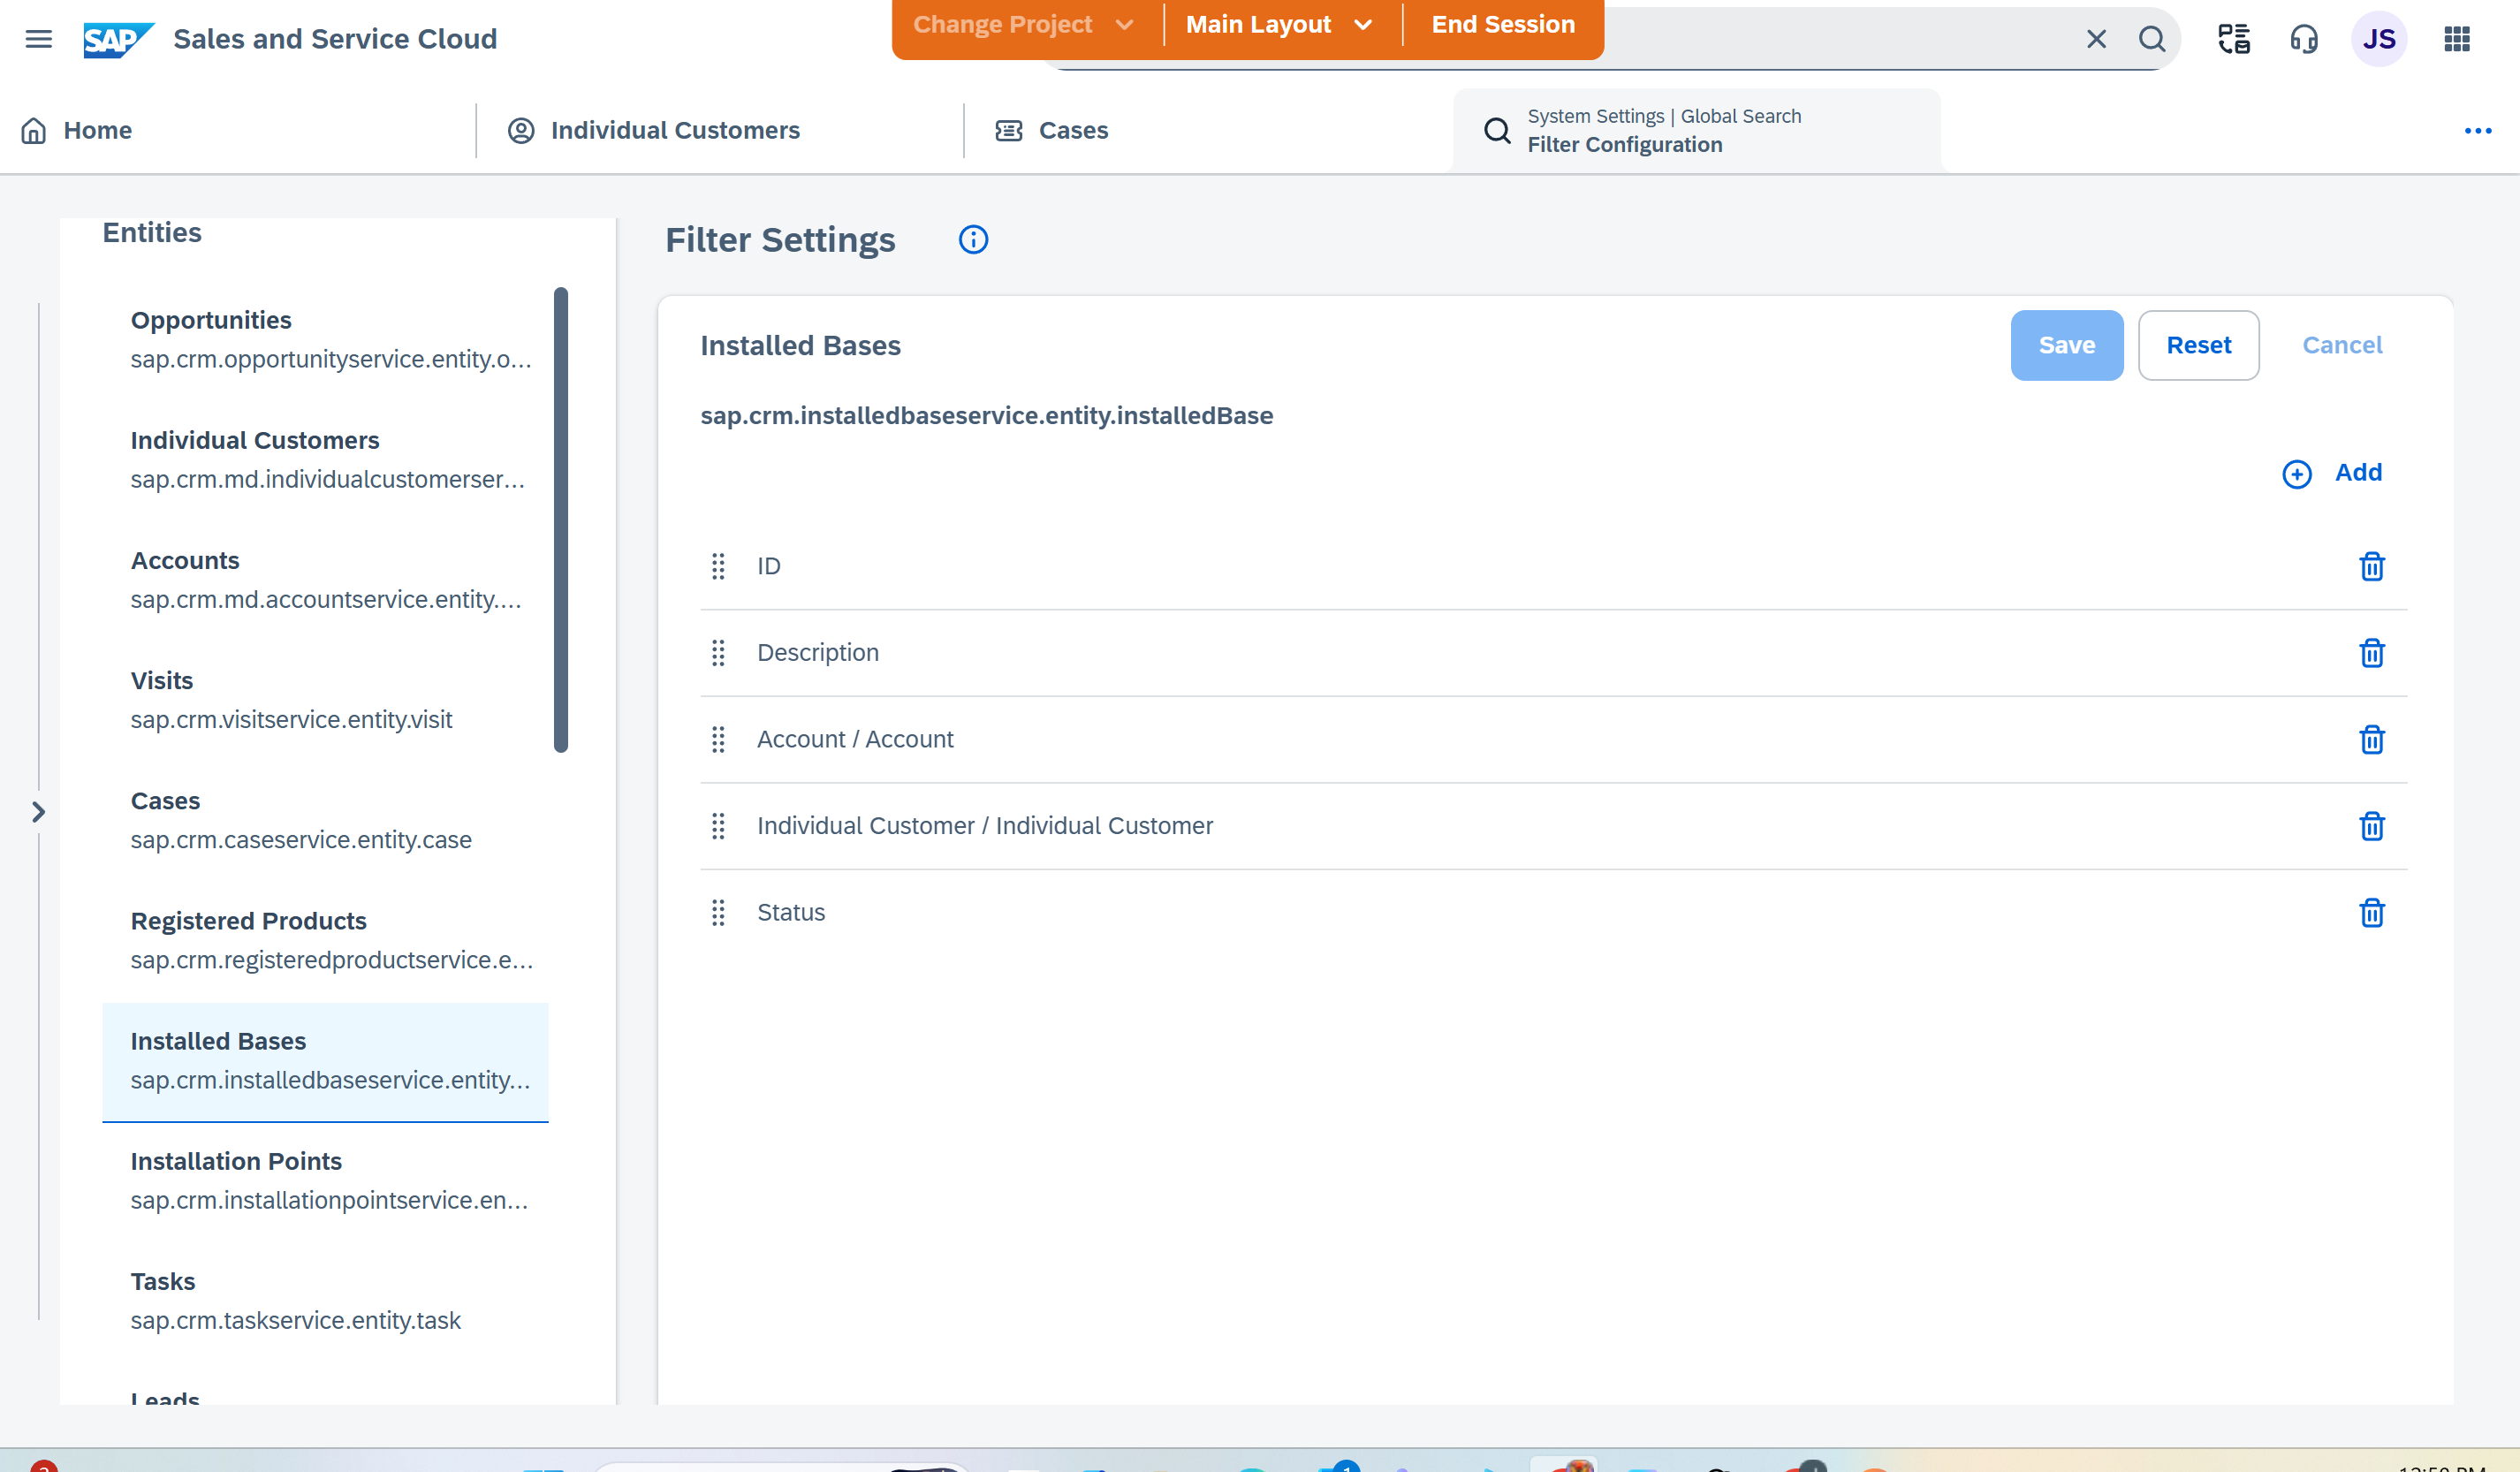 SAP Sales and Service Cloud
Change Project
Main Layout
End Session
JS
Home
Individual Customers
Cases
System Settings | Global Search
Filter Configuration
Entities
Opportunities
sap.crm.opportunityservice.entity.o...
Individual Customers
sap.crm.md.individualcustomerser...
Accounts
sap.crm.md.accountservice.entity....
Visits
sap.crm.visitservice.entity.visit
Cases
sap.crm.caseservice.entity.case
Registered Products
sap.crm.registeredproductservice.e...
Installed Bases
sap.crm.installedbaseservice.entity...
Installation Points
sap.crm.installationpointservice.en...
Tasks
sap.crm.taskservice.entity.task
Leads
Filter Settings
Installed Bases
Save
Reset
Cancel
sap.crm.installedbaseservice.entity.installedBase
Add
ID
Description
Account / Account
Individual Customer / Individual Customer
Status